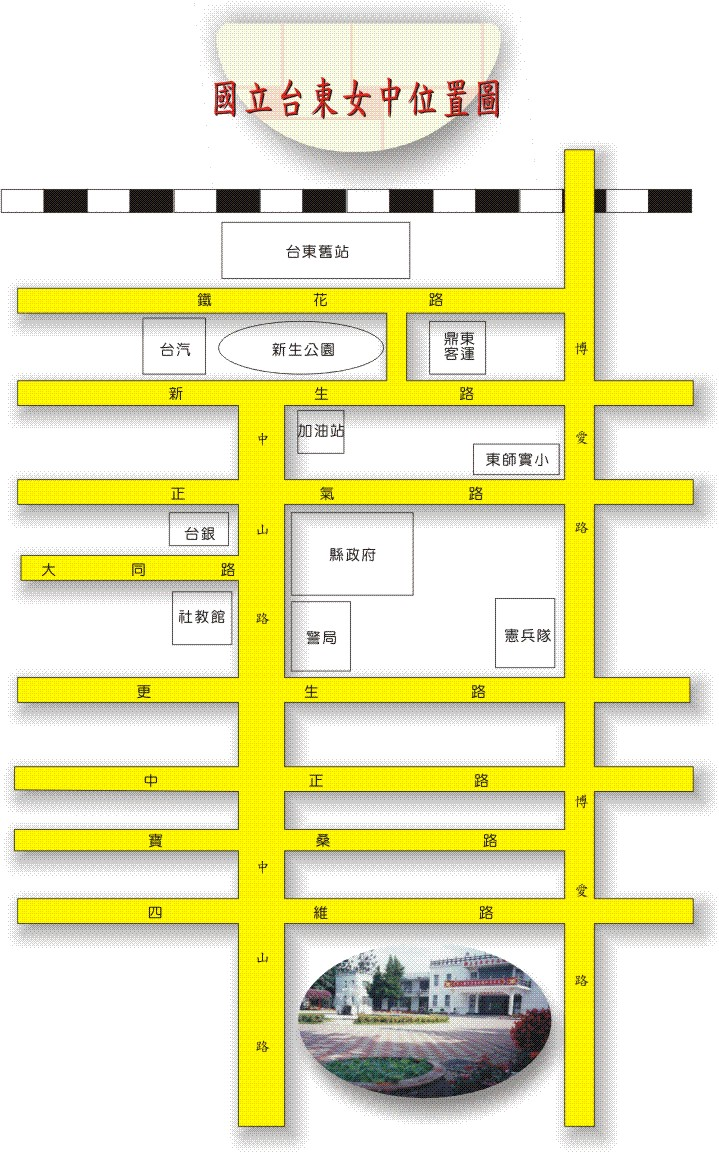 國立台東女中位置圖
台東舊站
鐵花路
台汽
新生公園
鼎東
客運
博愛路
新生路
中山路
加油站
東師實小
正氣路
台銀
縣政府
大同路
社教館
警局
憲兵隊
更生路
中正路
博愛路
寶桑路
中山路
四維路